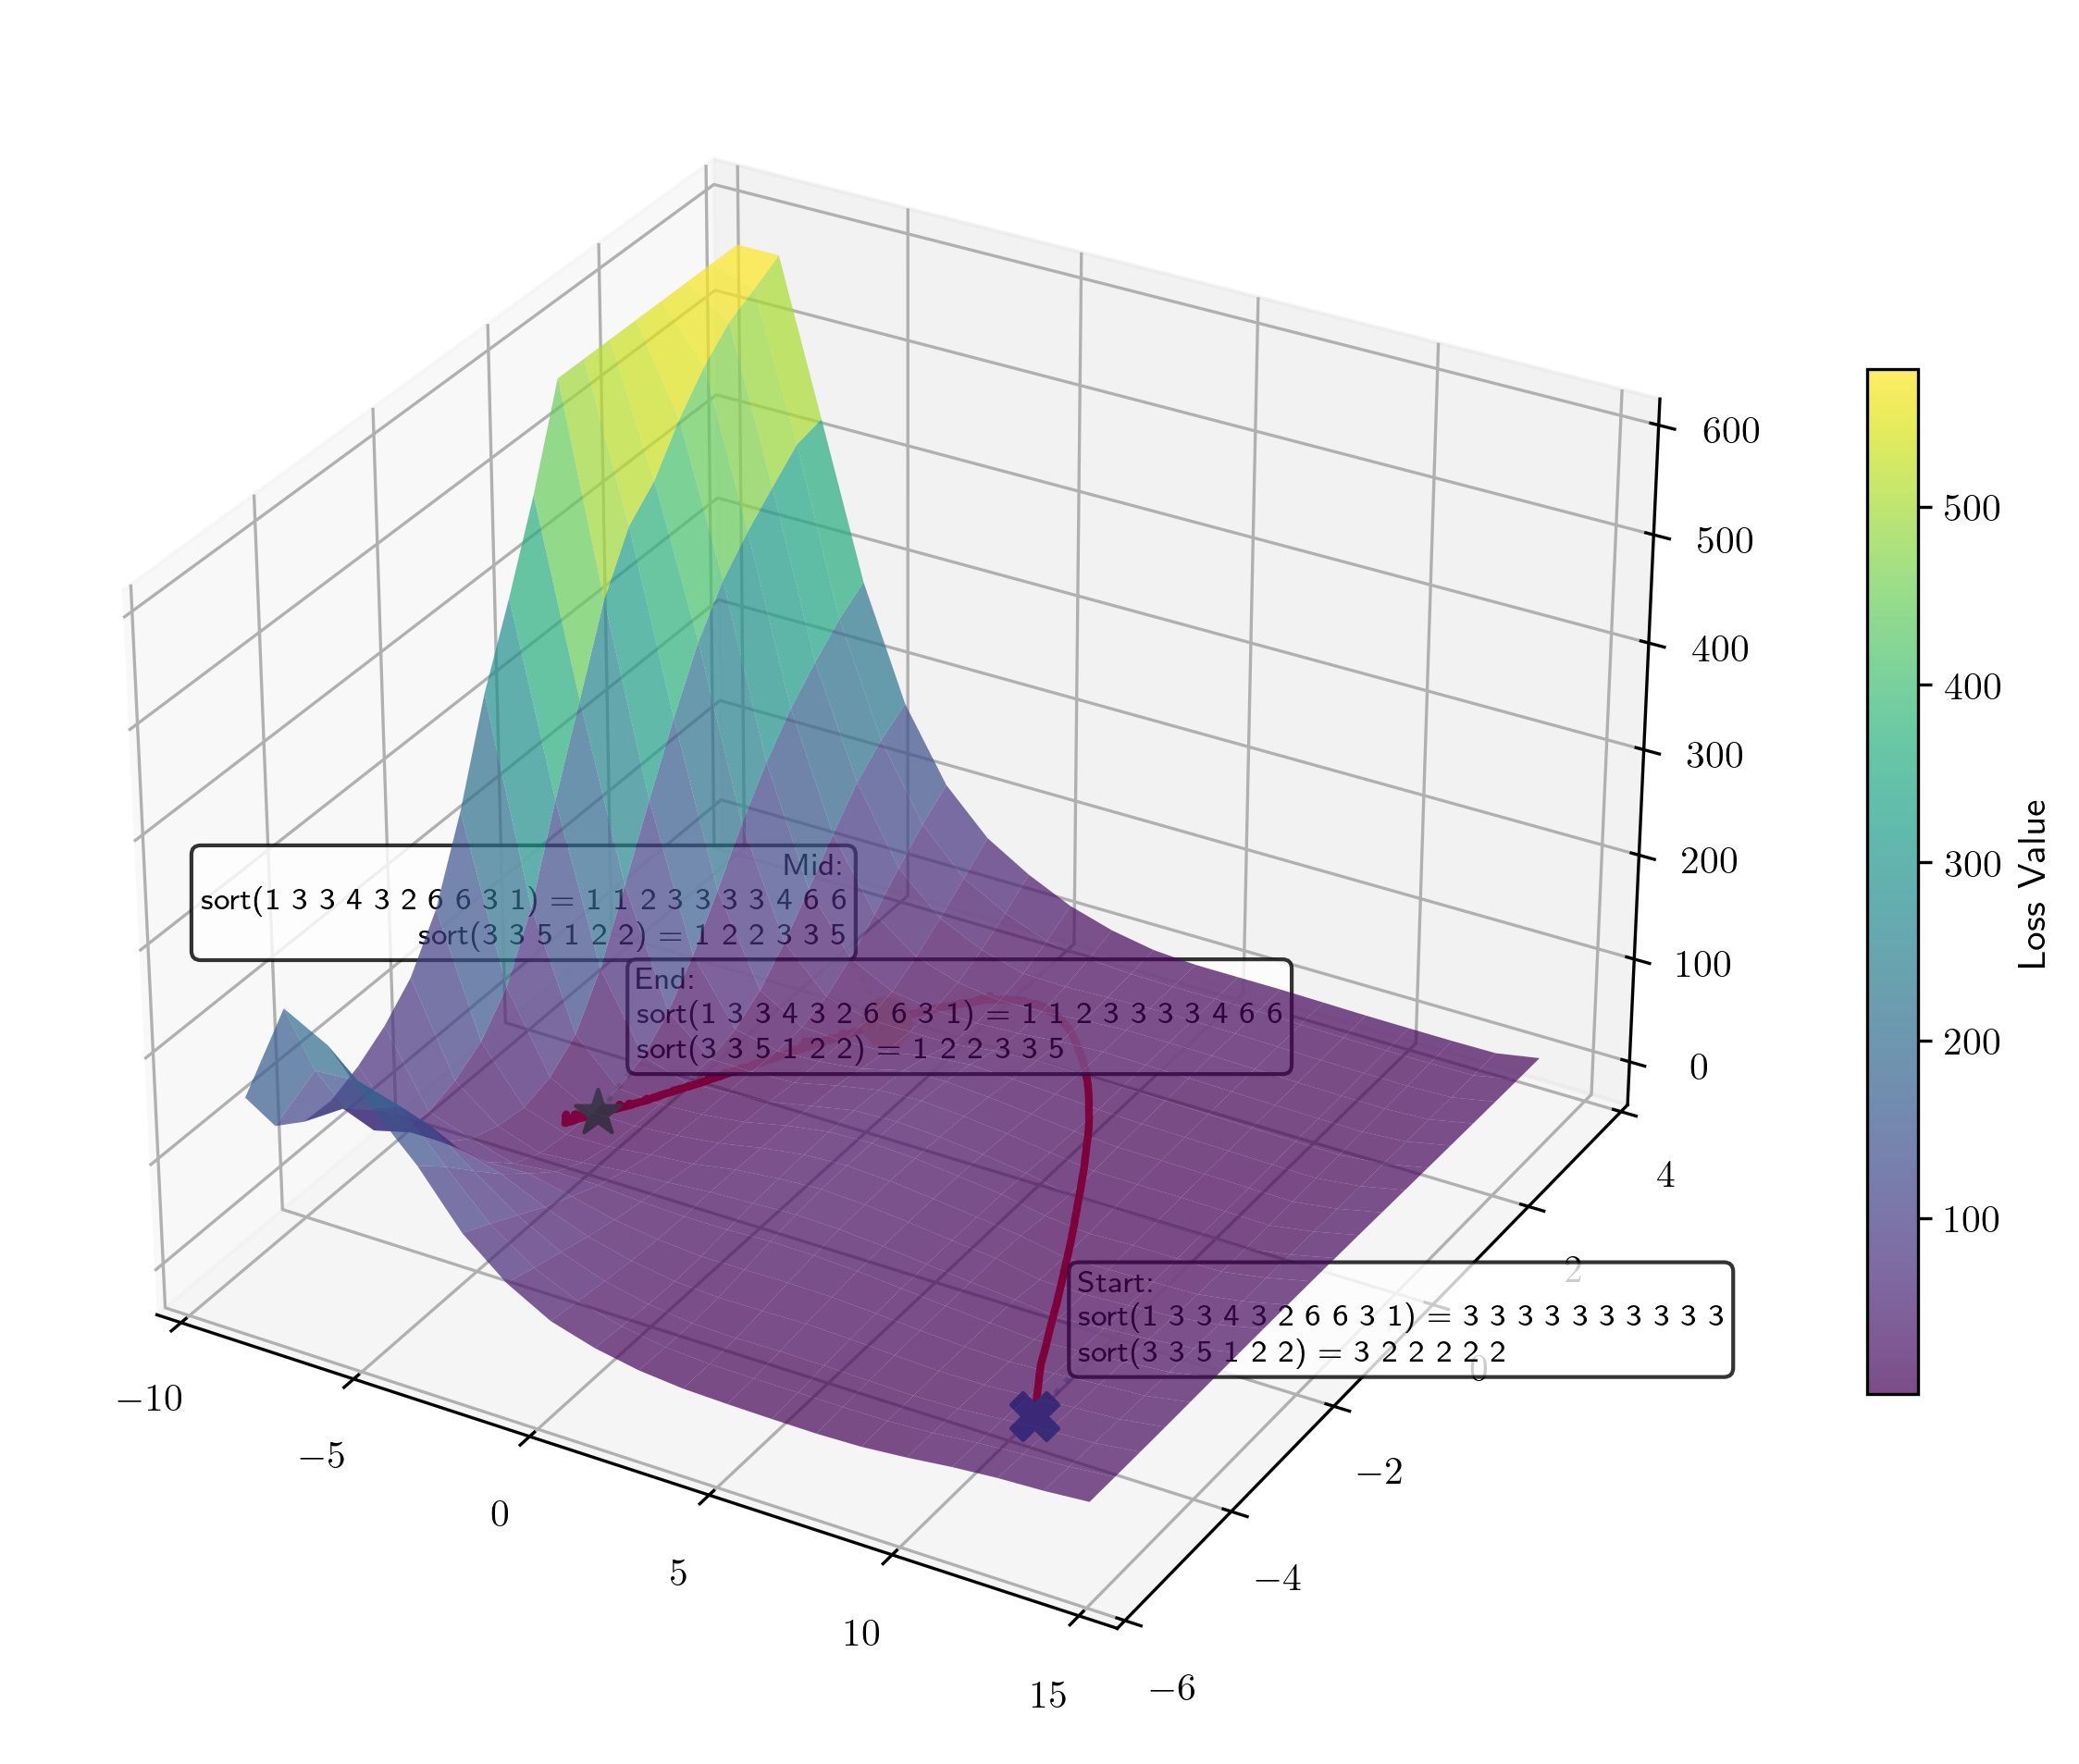 600
500
400
300
200
100
0
500
400
300
200
100
Loss Value
Mid:
sort(1 3 3 4 3 2 6 6 3 1) = 1 1 2 3 3 3 3 4 6 6
sort(3 3 5 1 2 2) = 1 2 2 3 3 5
End:
sort(1 3 3 4 3 2 6 6 3 1) = 1 1 2 3 3 3 3 4 6 6
sort(3 3 5 1 2 2) = 1 2 2 3 3 5
Start:
sort(1 3 3 4 3 2 6 6 3 1) = 3 3 3 3 3 3 3 3 3 3
sort(3 3 5 1 2 2) = 3 2 2 2 2 2
4
2
0
−2
−4
−6
−10
−5
0
5
10
15